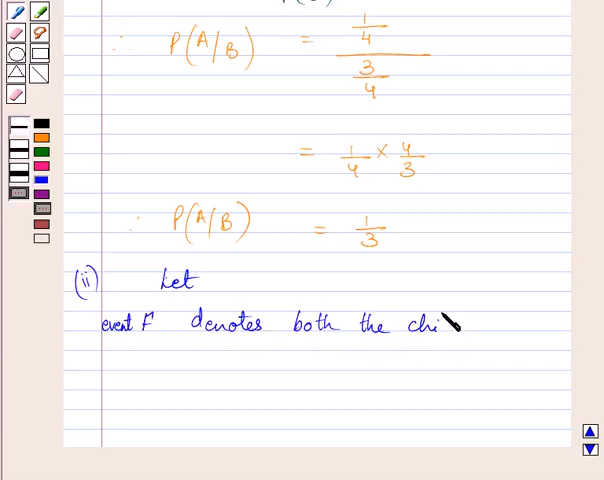 ∴ P(A/B) = 1/4 / 3/4
= 1/4 × 4/3
∴ P(A/B) = 1/3
(ii) Let
event F denotes both the chi